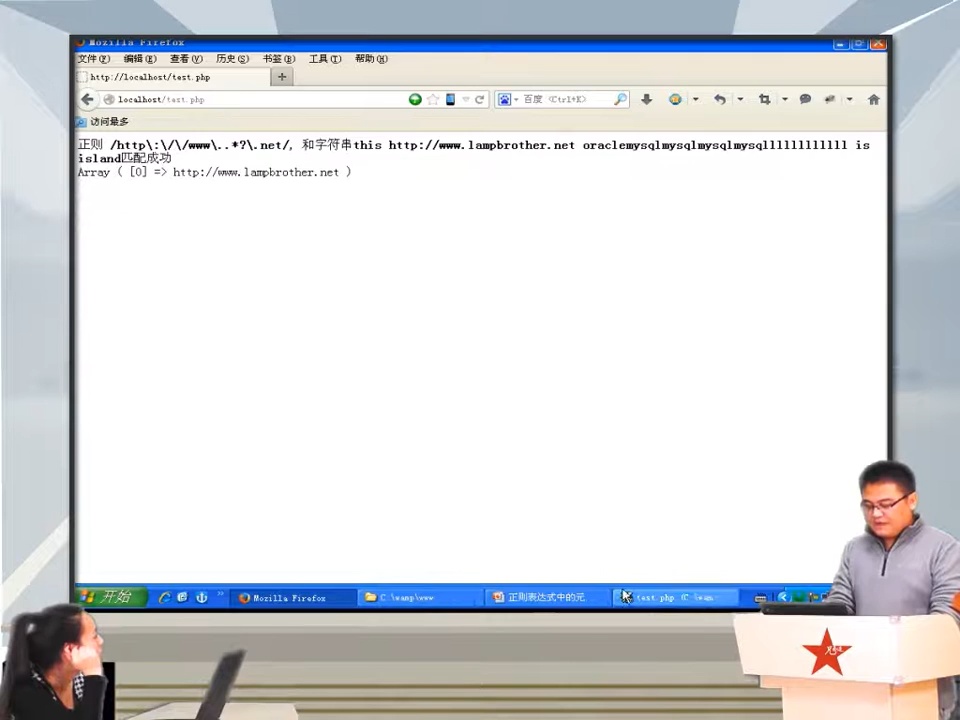 Mozilla Firefox
文件(F) 编辑(E) 查看(V) 历史(S) 书签(B) 工具(T) 帮助(H)
http://localhost/test.php +
localhost/test.php 百度 <Ctrl+K>
访问最多
正则 /http\:\/\/www\..*?\.net/, 和字符串this http://www.lampbrother.net oraclemysqlmysqlmysqlmysqllllllllllll is
island匹配成功
Array ( [0] => http://www.lampbrother.net )
开始 Mozilla Firefox C:\wamp\www 正则表达式中的元 test.php (C:\wam